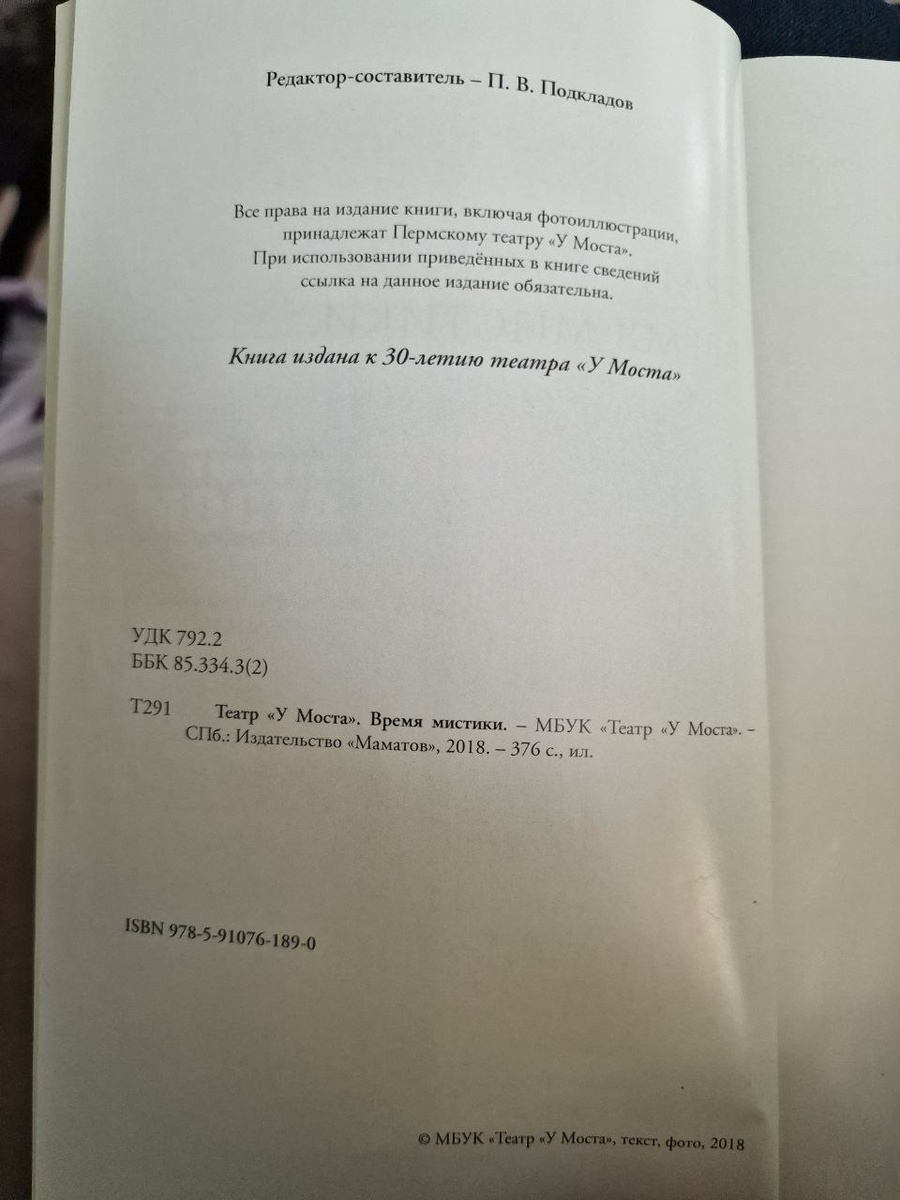 Редактор-составитель – П. В. Подкладов
Все права на издание книги, включая фотоиллюстрации,
принадлежат Пермскому театру «У Моста».
При использовании приведённых в книге сведений
ссылка на данное издание обязательна.
Книга издана к 30-летию театра «У Моста»
УДК 792.2
ББК 85.334.3(2)
Т291 Театр «У Моста». Время мистики. – МБУК «Театр «У Моста». –
СПб.: Издательство «Маматов», 2018. – 376 с., ил.
ISBN 978-5-91076-189-0
© МБУК «Театр «У Моста», текст, фото, 2018